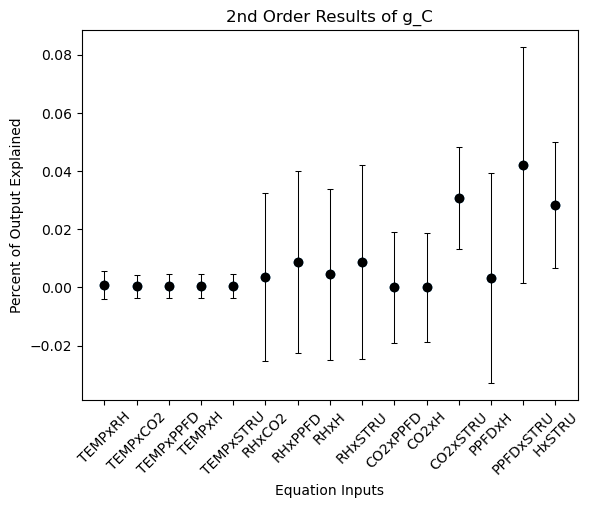 2nd Order Results of g_C
Percent of Output Explained
0.08
0.06
0.04
0.02
0.00
−0.02
TEMPxRH
TEMPxCO2
TEMPxPPFD
TEMPxH
TEMPxSTRU
RHxCO2
RHxPPFD
RHxH
RHxSTRU
CO2xPPFD
CO2xH
CO2xSTRU
PPFDxH
PPFDxSTRU
HxSTRU
Equation Inputs